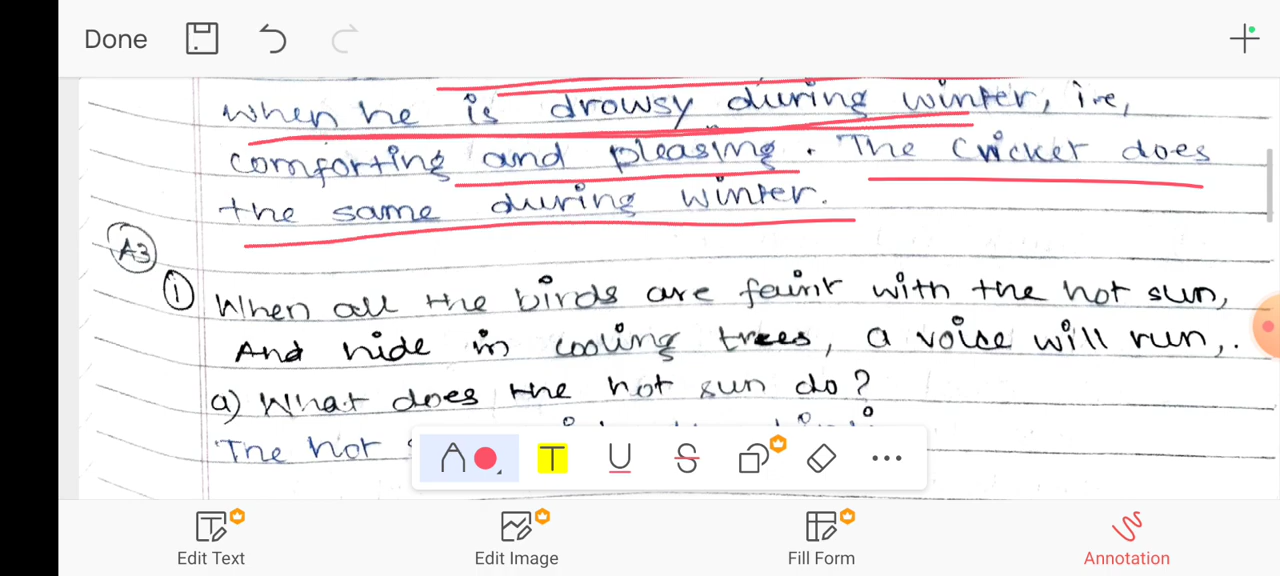 Done
when he is drowsy during winter, i.e,
comforting and pleasing. The cricket does
the same during winter.
A3
① When all the birds are faint with the hot sun,
And hide in cooling trees, a voice will run,.
a) What does the hot sun do?
The hot
T
U
S
Edit Text
Edit Image
Fill Form
Annotation